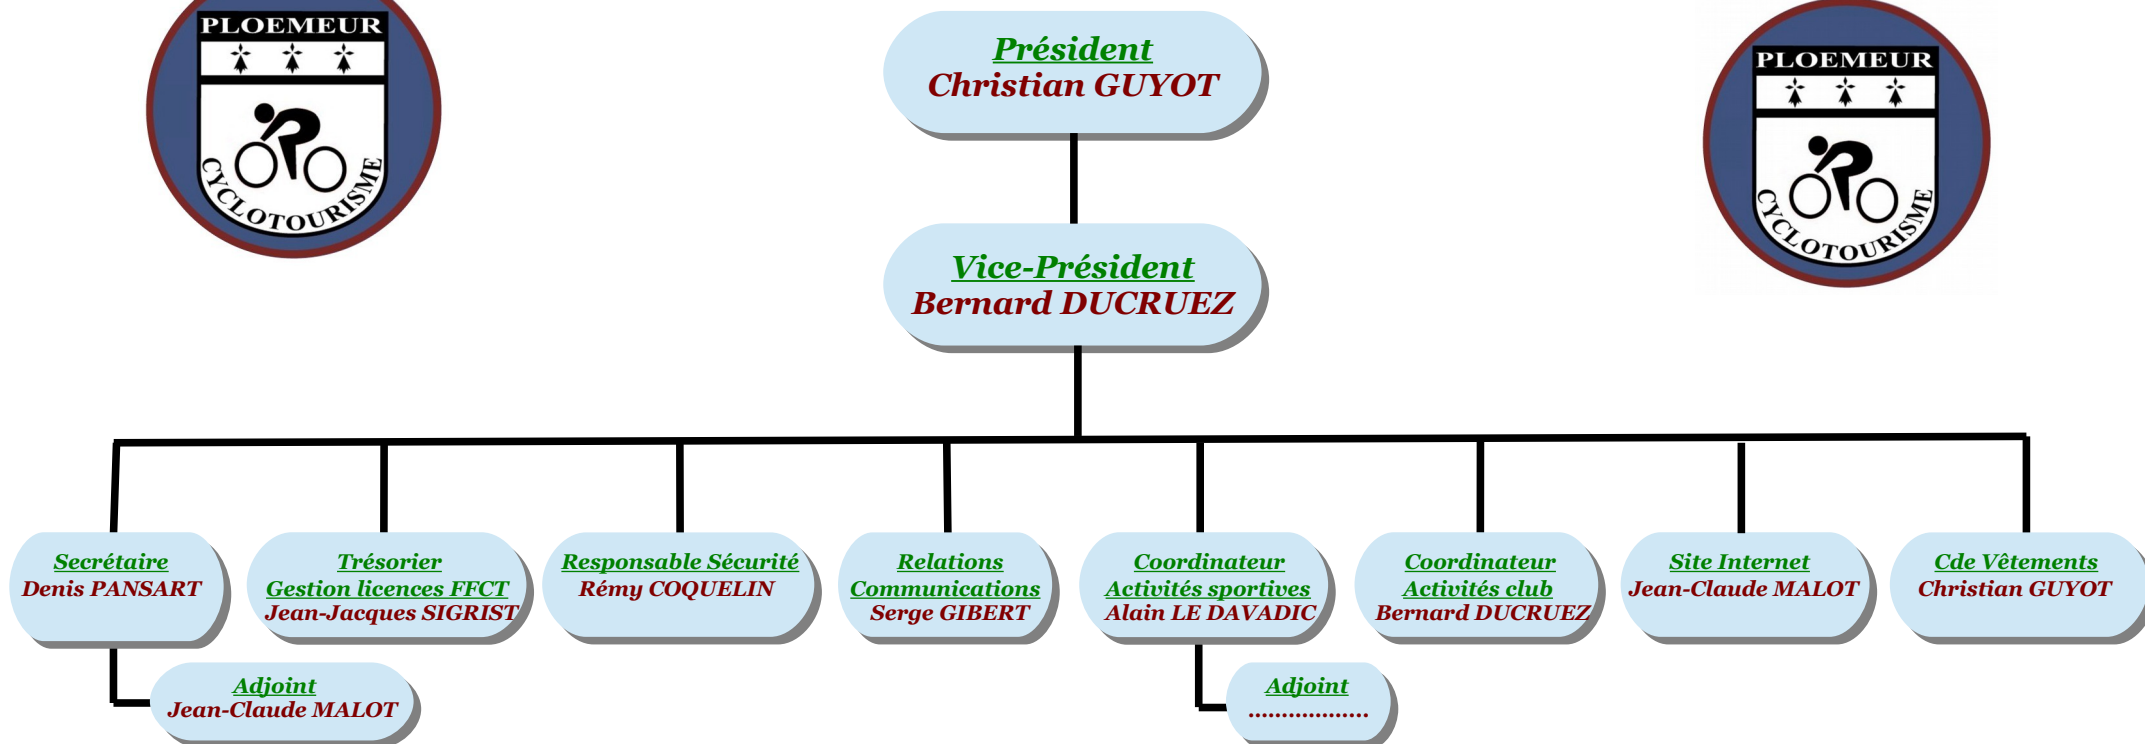 PLOEMEUR
CYCLOTOURISME
Président
Christian GUYOT
PLOEMEUR
CYCLOTOURISME
Vice-Président
Bernard DUCRUEZ
Secrétaire
Denis PANSART
Trésorier
Gestion licences FFCT
Jean-Jacques SIGRIST
Responsable Sécurité
Rémy COQUELIN
Relations
Communications
Serge GIBERT
Coordinateur
Activités sportives
Alain LE DAVADIC
Coordinateur
Activités club
Bernard DUCRUEZ
Site Internet
Jean-Claude MALOT
Cde Vêtements
Christian GUYOT
Adjoint
Jean-Claude MALOT
Adjoint
..................